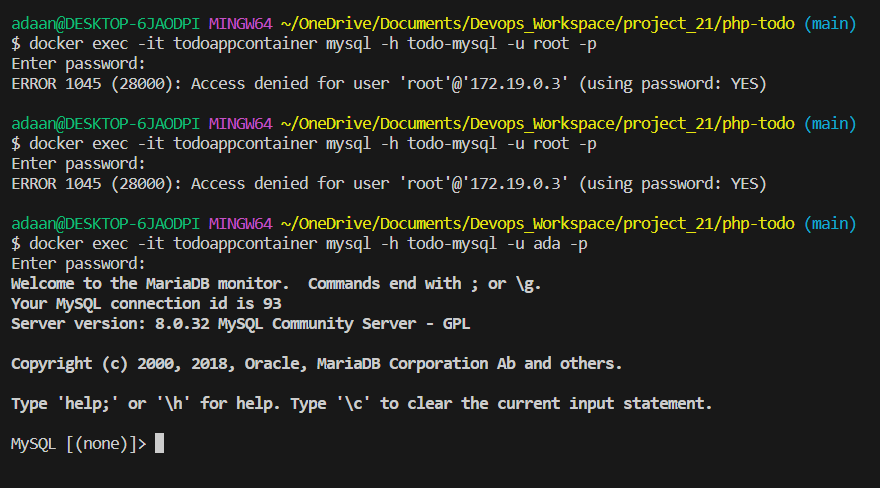 adaan@DESKTOP-6JAODPI MINGW64 ~/OneDrive/Documents/Devops_Workspace/project_21/php-todo (main)
$ docker exec -it todoappcontainer mysql -h todo-mysql -u root -p
Enter password:
ERROR 1045 (28000): Access denied for user 'root'@'172.19.0.3' (using password: YES)
adaan@DESKTOP-6JAODPI MINGW64 ~/OneDrive/Documents/Devops_Workspace/project_21/php-todo (main)
$ docker exec -it todoappcontainer mysql -h todo-mysql -u root -p
Enter password:
ERROR 1045 (28000): Access denied for user 'root'@'172.19.0.3' (using password: YES)
adaan@DESKTOP-6JAODPI MINGW64 ~/OneDrive/Documents/Devops_Workspace/project_21/php-todo (main)
$ docker exec -it todoappcontainer mysql -h todo-mysql -u ada -p
Enter password:
Welcome to the MariaDB monitor.  Commands end with ; or \g.
Your MySQL connection id is 93
Server version: 8.0.32 MySQL Community Server - GPL
Copyright (c) 2000, 2018, Oracle, MariaDB Corporation Ab and others.
Type 'help;' or '\h' for help. Type '\c' to clear the current input statement.
MySQL [(none)]>